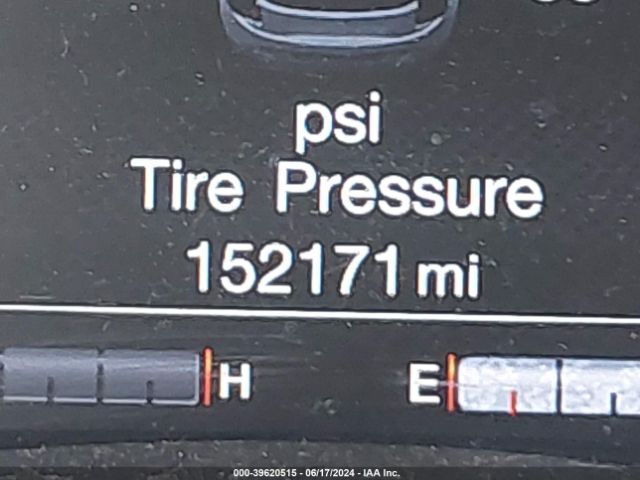 psi
Tire Pressure
152171 mi
H E
000-39620515 - 06/17/2024 - IAA Inc.